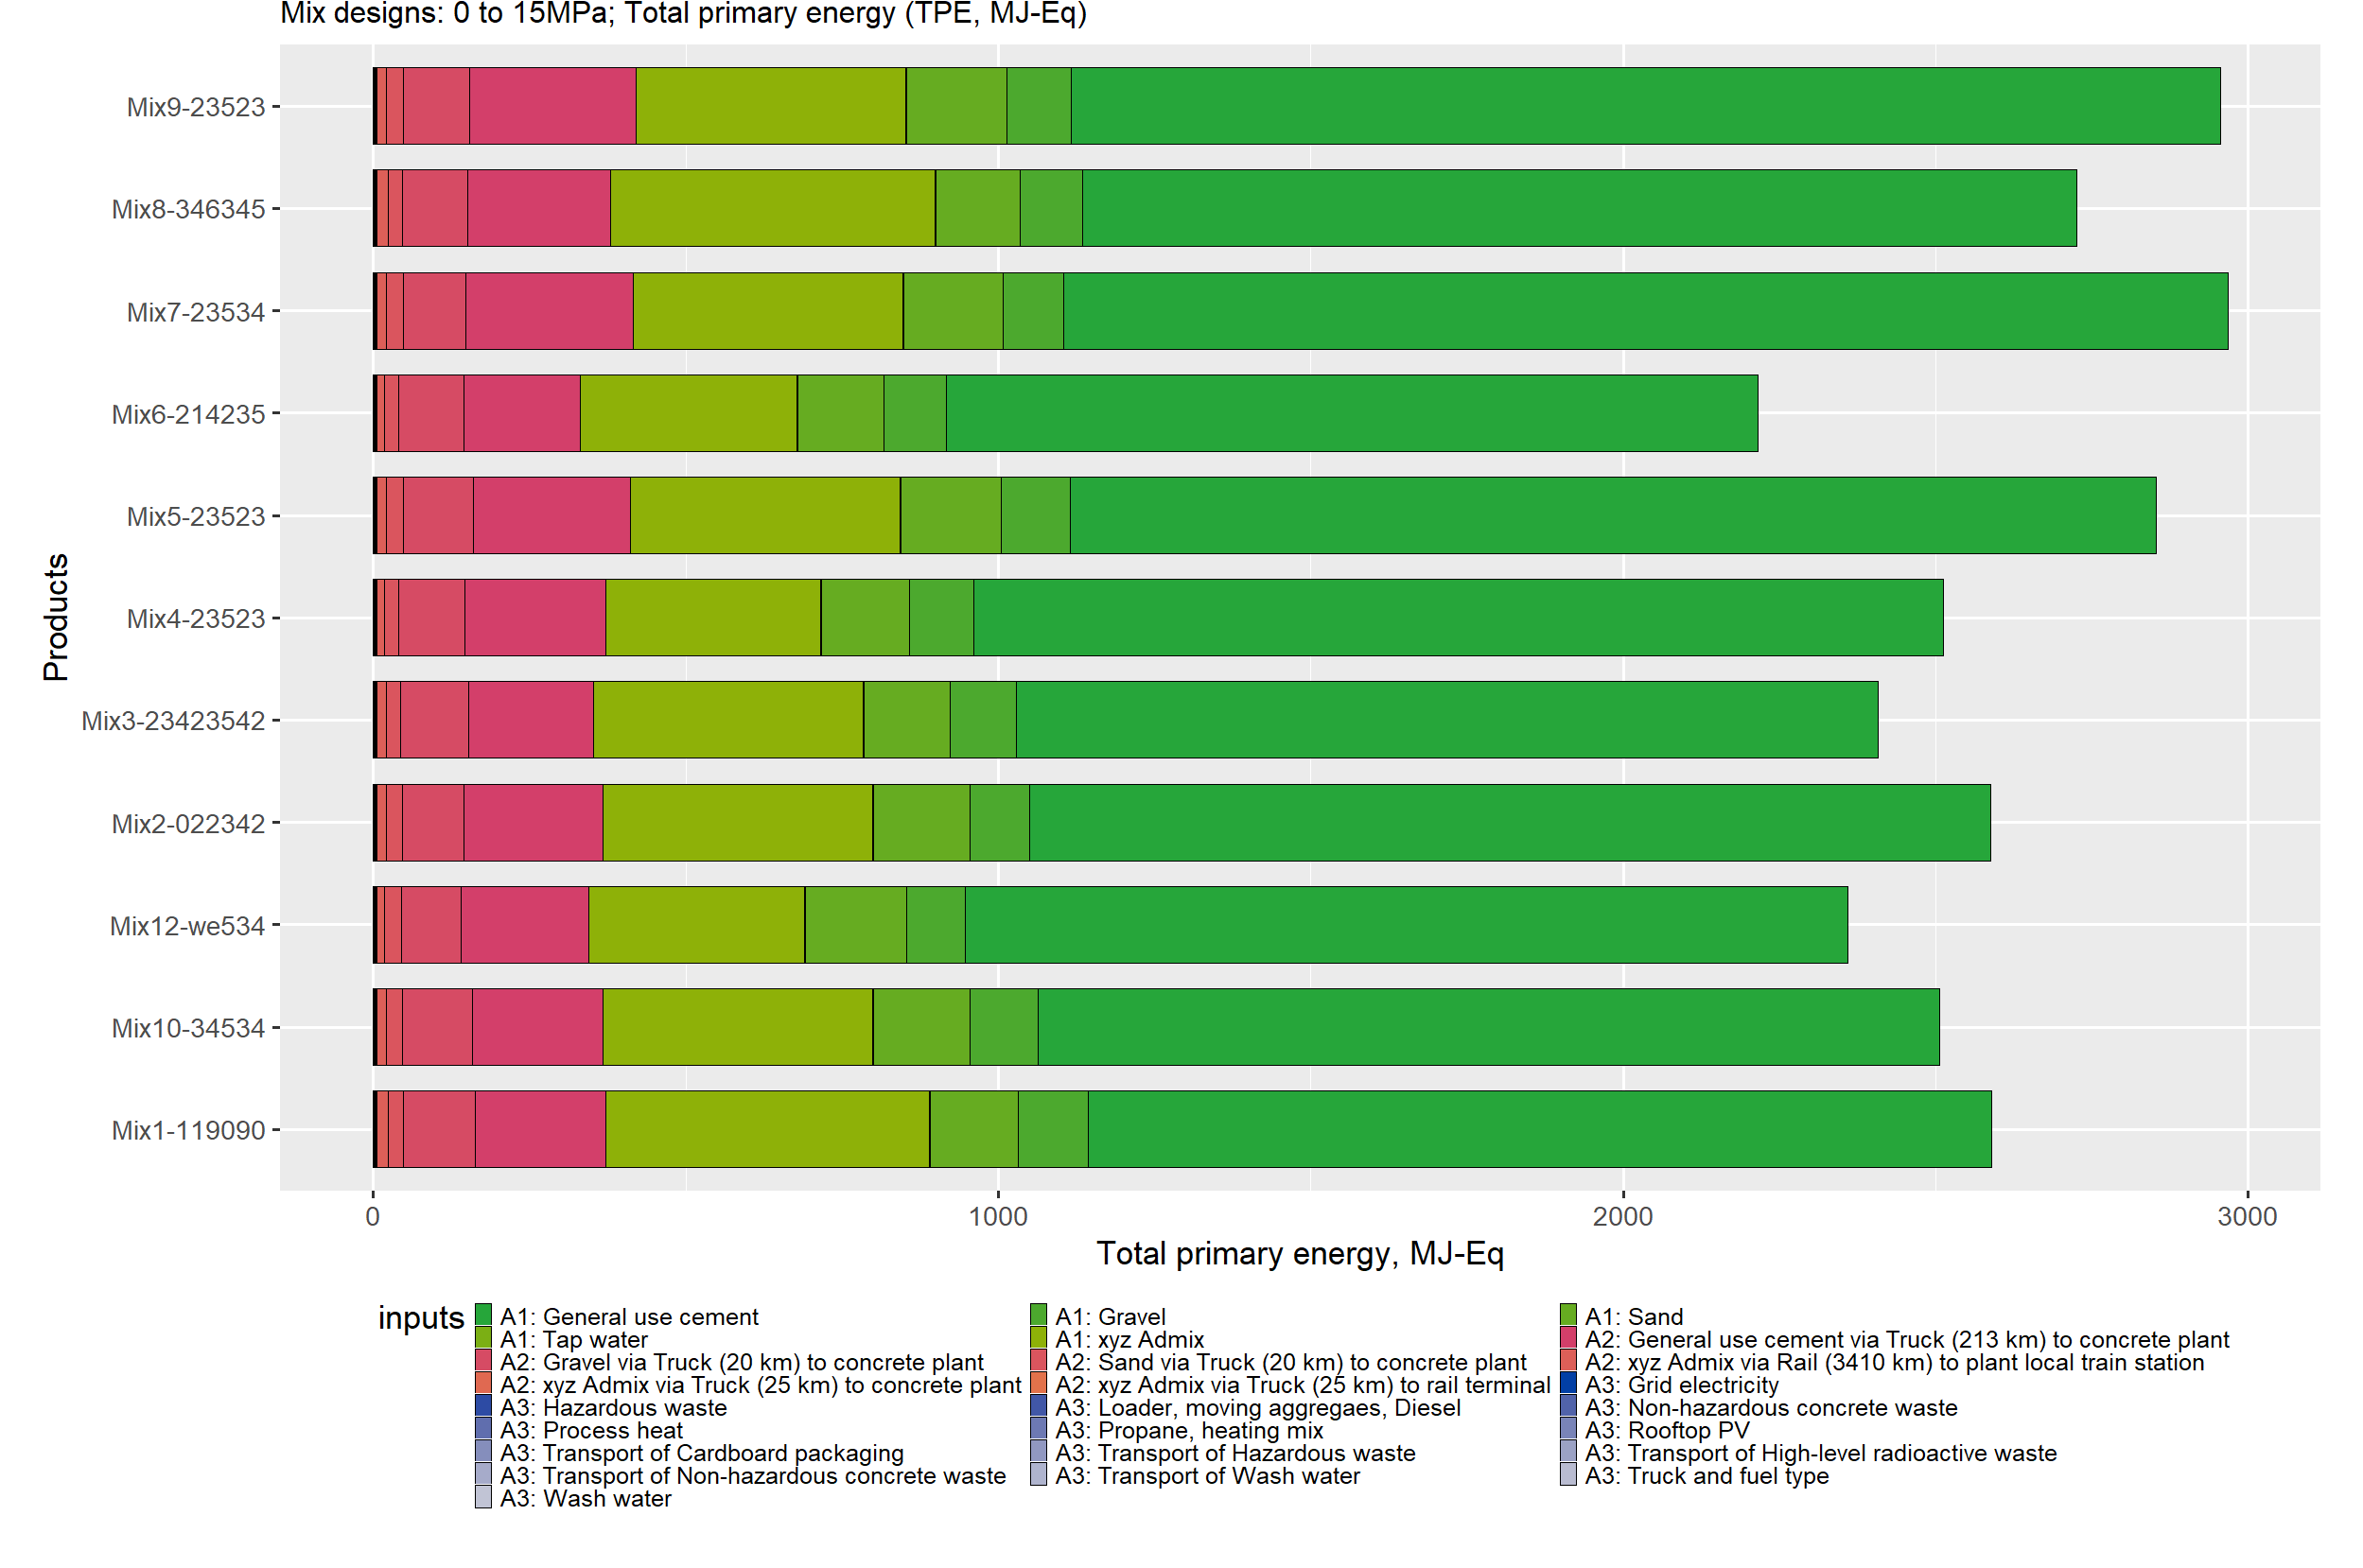 Mix designs: 0 to 15MPa; Total primary energy (TPE, MJ-Eq)
Mix9-23523
Mix8-346345
Mix7-23534
Mix6-214235
Mix5-23523
Mix4-23523
Mix3-23423542
Mix2-022342
Mix12-we534
Mix10-34534
Mix1-119090
Products
0 1000 2000 3000
Total primary energy, MJ-Eq
inputs
A1: General use cement A1: Gravel A1: Sand
A1: Tap water A1: xyz Admix A2: General use cement via Truck (213 km) to concrete plant
A2: Gravel via Truck (20 km) to concrete plant A2: Sand via Truck (20 km) to concrete plant A2: xyz Admix via Rail (3410 km) to plant local train station
A2: xyz Admix via Truck (25 km) to concrete plant A2: xyz Admix via Truck (25 km) to rail terminal A3: Grid electricity
A3: Hazardous waste A3: Loader, moving aggregaes, Diesel A3: Non-hazardous concrete waste
A3: Process heat A3: Propane, heating mix A3: Rooftop PV
A3: Transport of Cardboard packaging A3: Transport of Hazardous waste A3: Transport of High-level radioactive waste
A3: Transport of Non-hazardous concrete waste A3: Transport of Wash water A3: Truck and fuel type
A3: Wash water